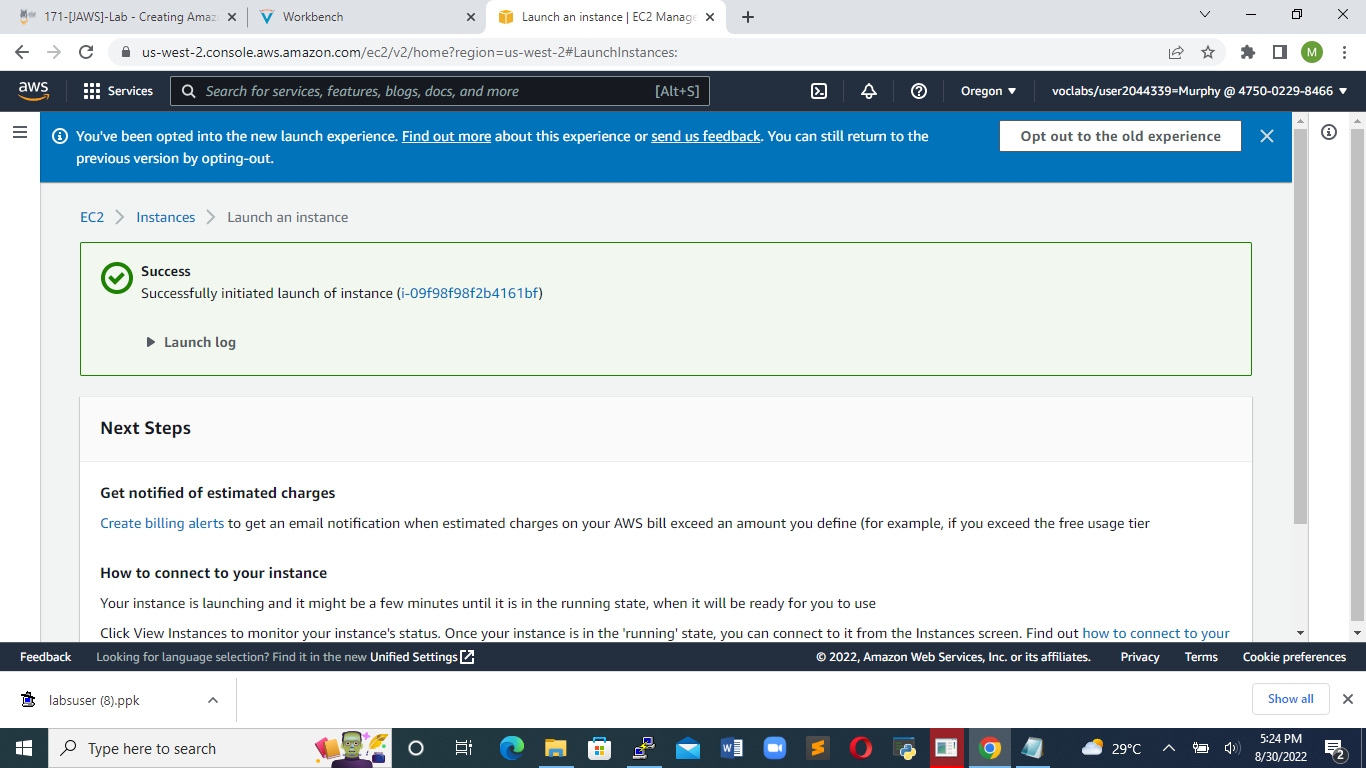 171-[JAWS]-Lab - Creating Amaz
Workbench
Launch an instance | EC2 Manage
us-west-2.console.aws.amazon.com/ec2/v2/home?region=us-west-2#LaunchInstances:
M
aws
Services
Search for services, features, blogs, docs, and more
[Alt+S]
Oregon
voclabs/user2044339=Murphy @ 4750-0229-8466
You've been opted into the new launch experience. Find out more about this experience or send us feedback. You can still return to the
previous version by opting-out.
Opt out to the old experience
EC2
Instances
Launch an instance
Success
Successfully initiated launch of instance (i-09f98f98f2b4161bf)
Launch log
Next Steps
Get notified of estimated charges
Create billing alerts to get an email notification when estimated charges on your AWS bill exceed an amount you define (for example, if you exceed the free usage tier
How to connect to your instance
Your instance is launching and it might be a few minutes until it is in the running state, when it will be ready for you to use
Click View Instances to monitor your instance's status. Once your instance is in the 'running' state, you can connect to it from the Instances screen. Find out how to connect to your
Feedback
Looking for language selection? Find it in the new Unified Settings
© 2022, Amazon Web Services, Inc. or its affiliates.
Privacy
Terms
Cookie preferences
labsuser (8).ppk
Show all
Type here to search
29°C
5:24 PM
8/30/2022
2